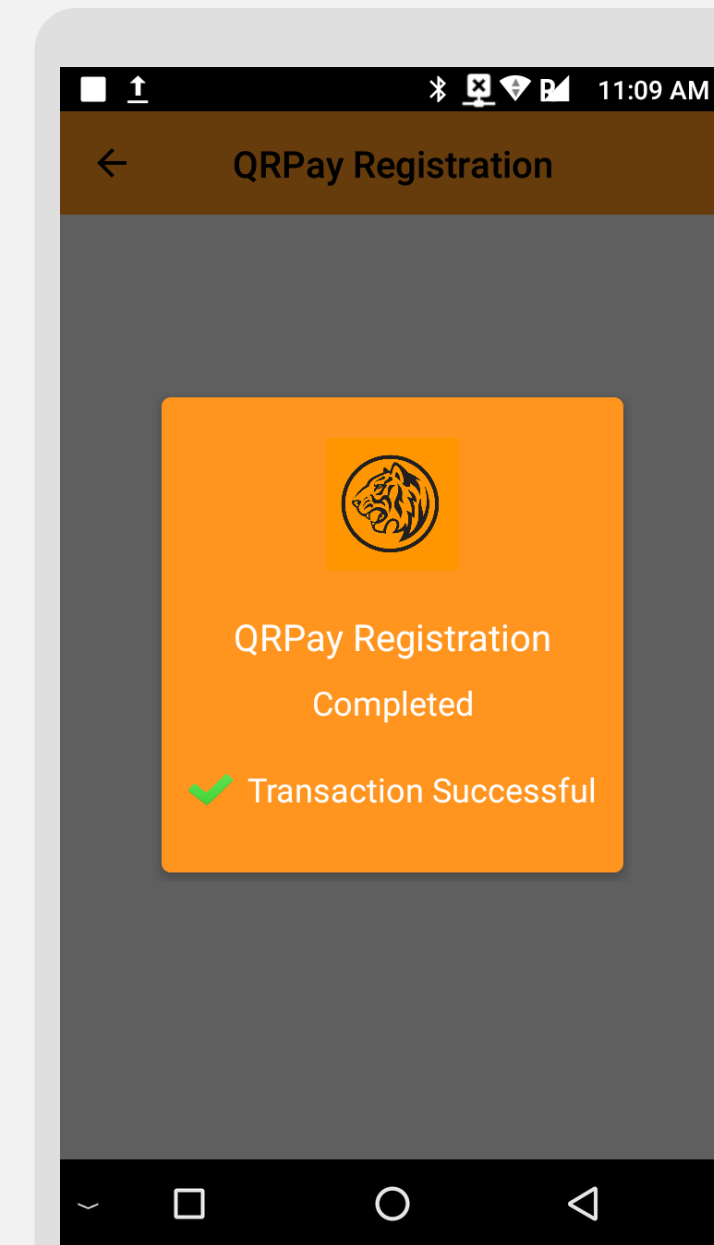 11:09 AM
QRPay Registration
QRPay Registration
Completed
Transaction Successful